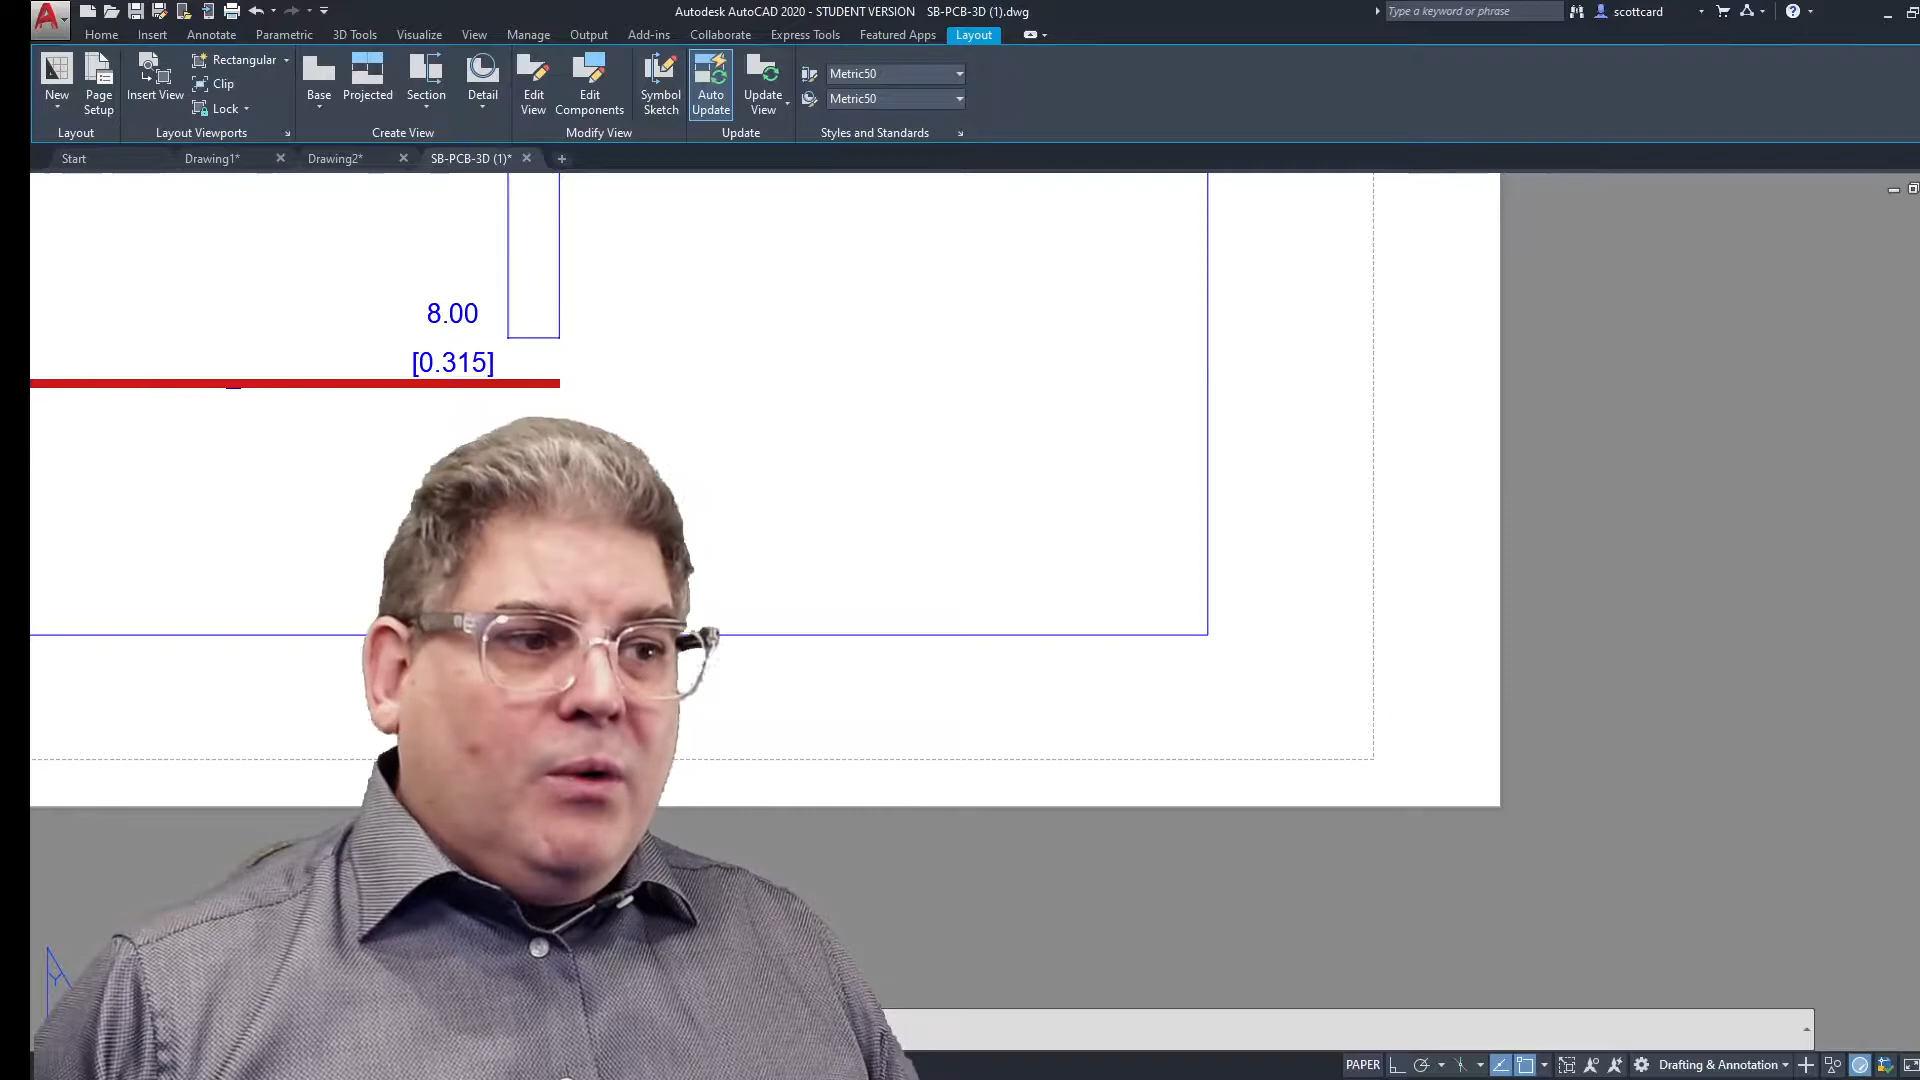 Autodesk AutoCAD 2020 - STUDENT VERSION SB-PCB-3D (1).dwg
Type a keyword or phrase
scottcard
Home Insert Annotate Parametric 3D Tools Visualize View Manage Output Add-ins Collaborate Express Tools Featured Apps Layout
New
Page Setup
Insert View
Rectangular
Clip
Lock
Base
Projected
Section
Detail
Edit View
Edit Components
Symbol Sketch
Auto Update
Update View
Metric50
Metric50
Layout Layout Viewports Create View Modify View Update Styles and Standards
Start Drawing1* Drawing2* SB-PCB-3D (1)*
8.00
[0.315]
Y
PAPER
Drafting & Annotation